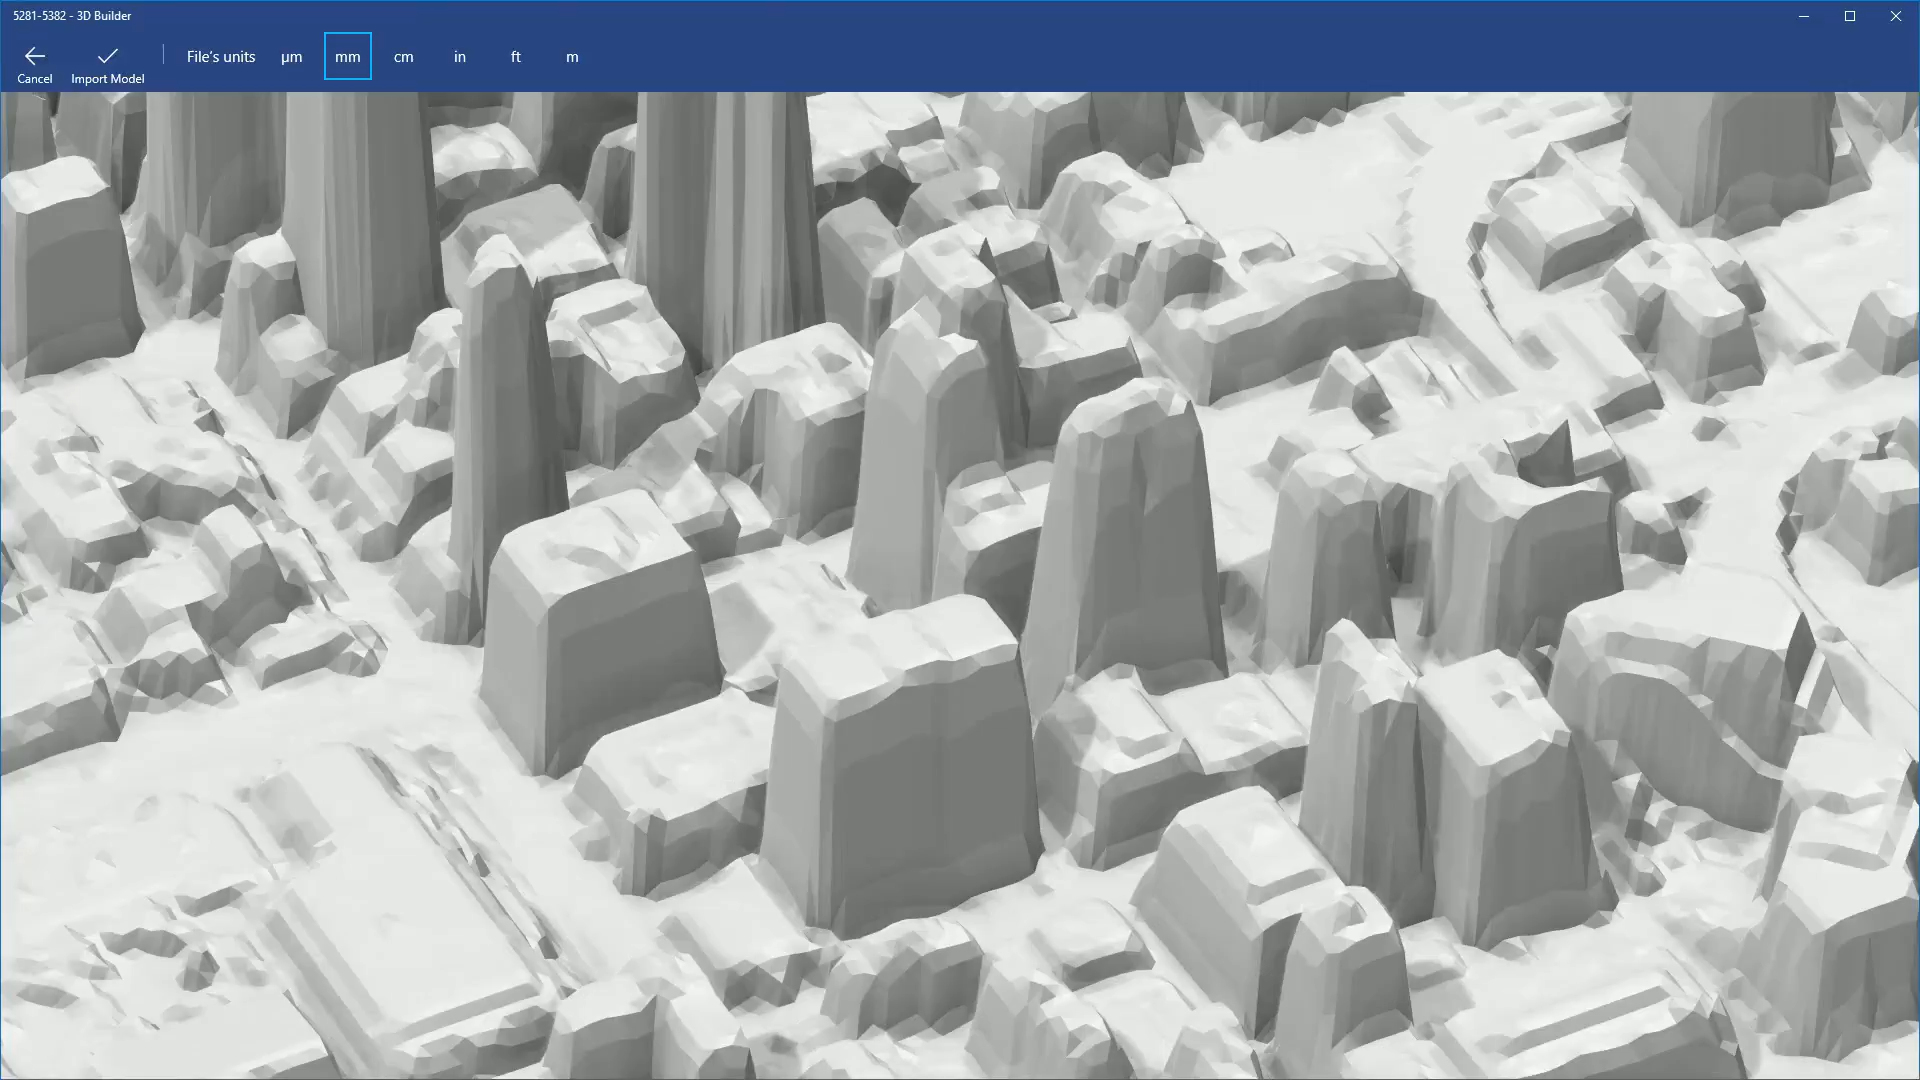 5281-5382 - 3D Builder
File's units µm mm cm in ft m
Cancel Import Model